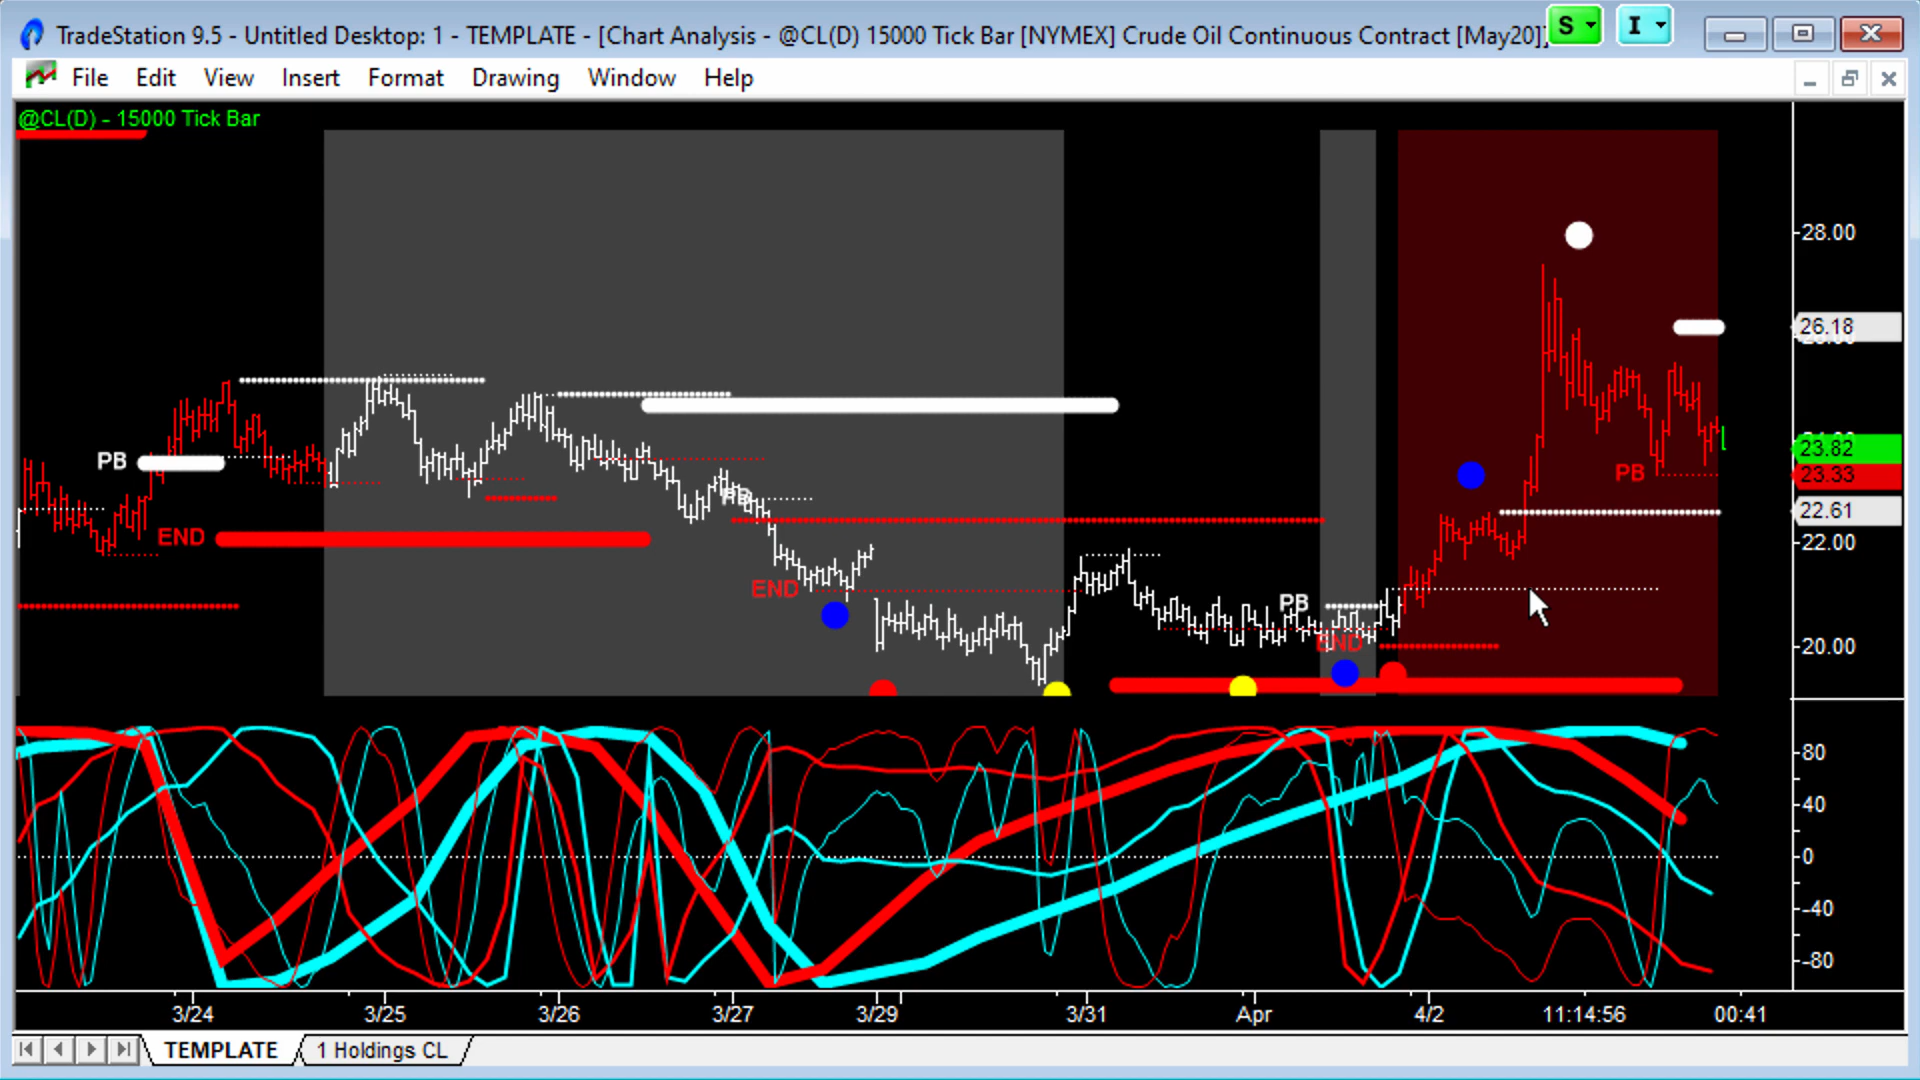 TradeStation 9.5 - Untitled Desktop: 1 - TEMPLATE - [Chart Analysis - @CL(D) 15000 Tick Bar [NYMEX] Crude Oil Continuous Contract [May20]]
S
I
File Edit View Insert Format Drawing Window Help
@CL(D) - 15000 Tick Bar
28.00
26.18
PB
23.82
PB
23.33
PB
22.61
END
22.00
END
PB
END
20.00
80
40
0
-40
-80
3/24 3/25 3/26 3/27 3/29 3/31 Apr 4/2 11:14:56 00:41
TEMPLATE 1 Holdings CL